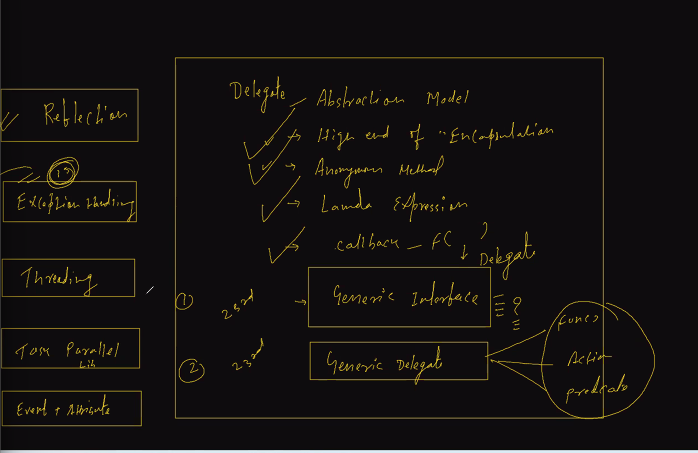 Reflection
15
Exception Handling
Threading
Task Parallel
Lib
Event + Attribute
Delegate
Abstraction Model
High end of "Encapsulation
Anonymous Method
Lamda Expression
callback - FC
Delegate
① 23rd
Generic Interface
?
② 23rd
Generic Delegate
Func
Action
Predicate